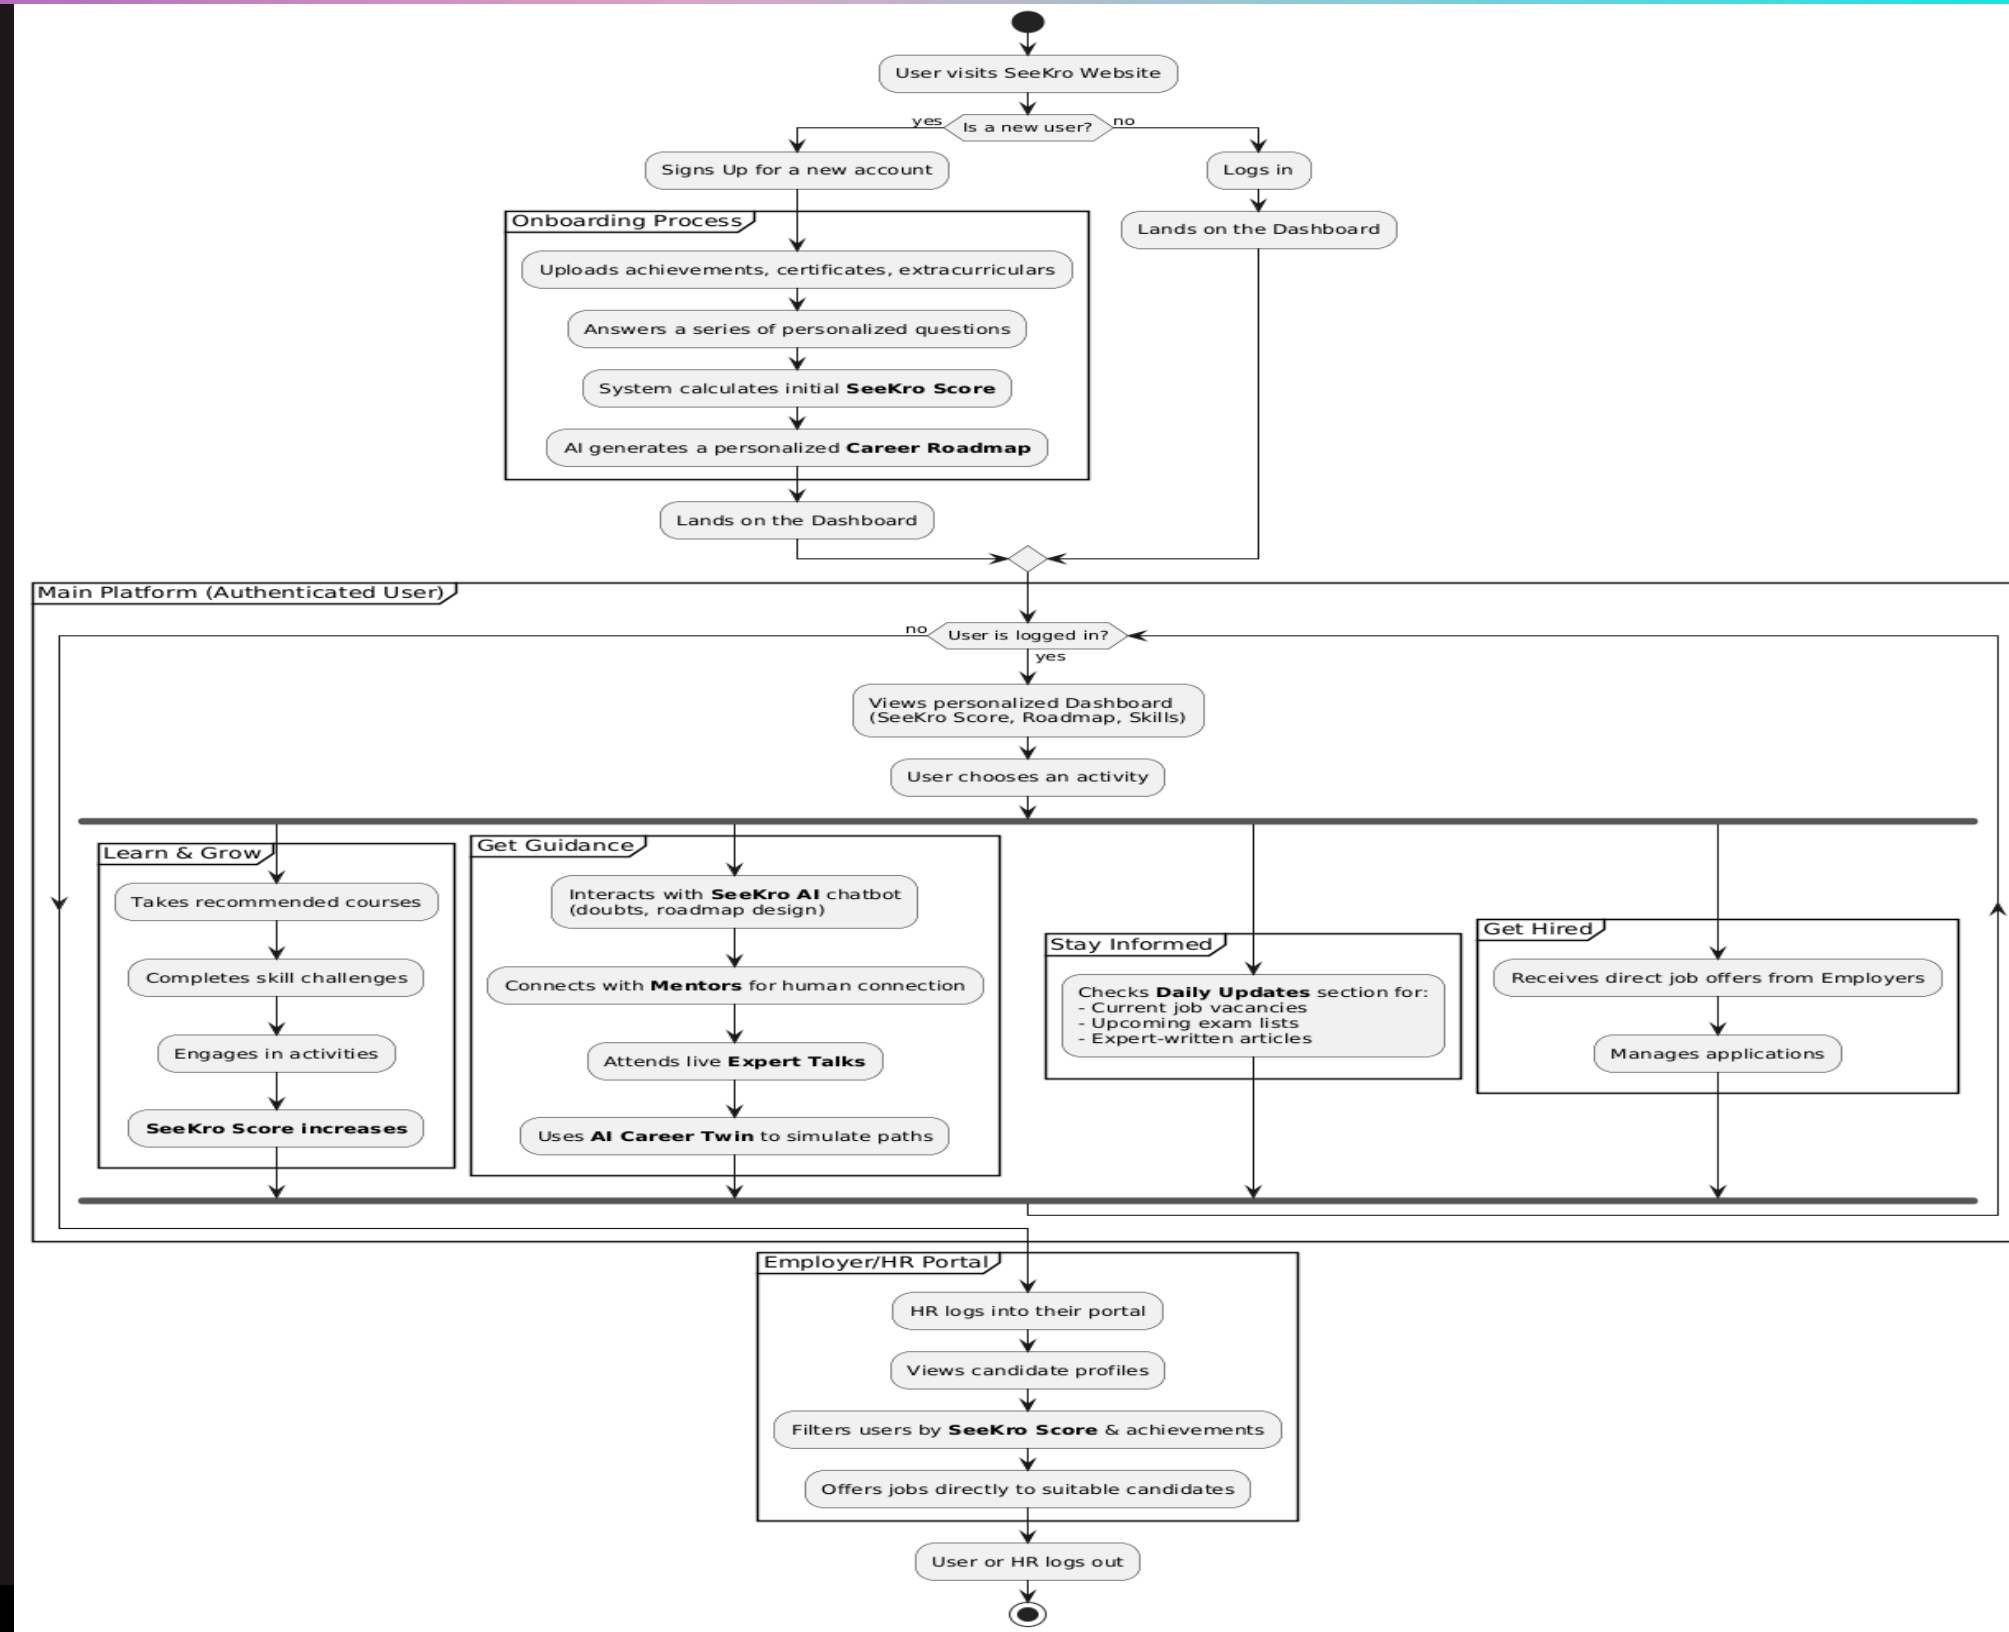 User visits SeeKro Website
yes
Is a new user?
no
Signs Up for a new account
Logs in
Onboarding Process
Lands on the Dashboard
Uploads achievements, certificates, extracurriculars
Answers a series of personalized questions
System calculates initial SeeKro Score
AI generates a personalized Career Roadmap
Lands on the Dashboard
Main Platform (Authenticated User)
no
User is logged in?
yes
Views personalized Dashboard
(SeeKro Score, Roadmap, Skills)
User chooses an activity
Learn & Grow
Takes recommended courses
Completes skill challenges
Engages in activities
SeeKro Score increases
Get Guidance
Interacts with SeeKro AI chatbot
(doubts, roadmap design)
Connects with Mentors for human connection
Attends live Expert Talks
Uses AI Career Twin to simulate paths
Stay Informed
Checks Daily Updates section for:
- Current job vacancies
- Upcoming exam lists
- Expert-written articles
Get Hired
Receives direct job offers from Employers
Manages applications
Employer/HR Portal
HR logs into their portal
Views candidate profiles
Filters users by SeeKro Score & achievements
Offers jobs directly to suitable candidates
User or HR logs out